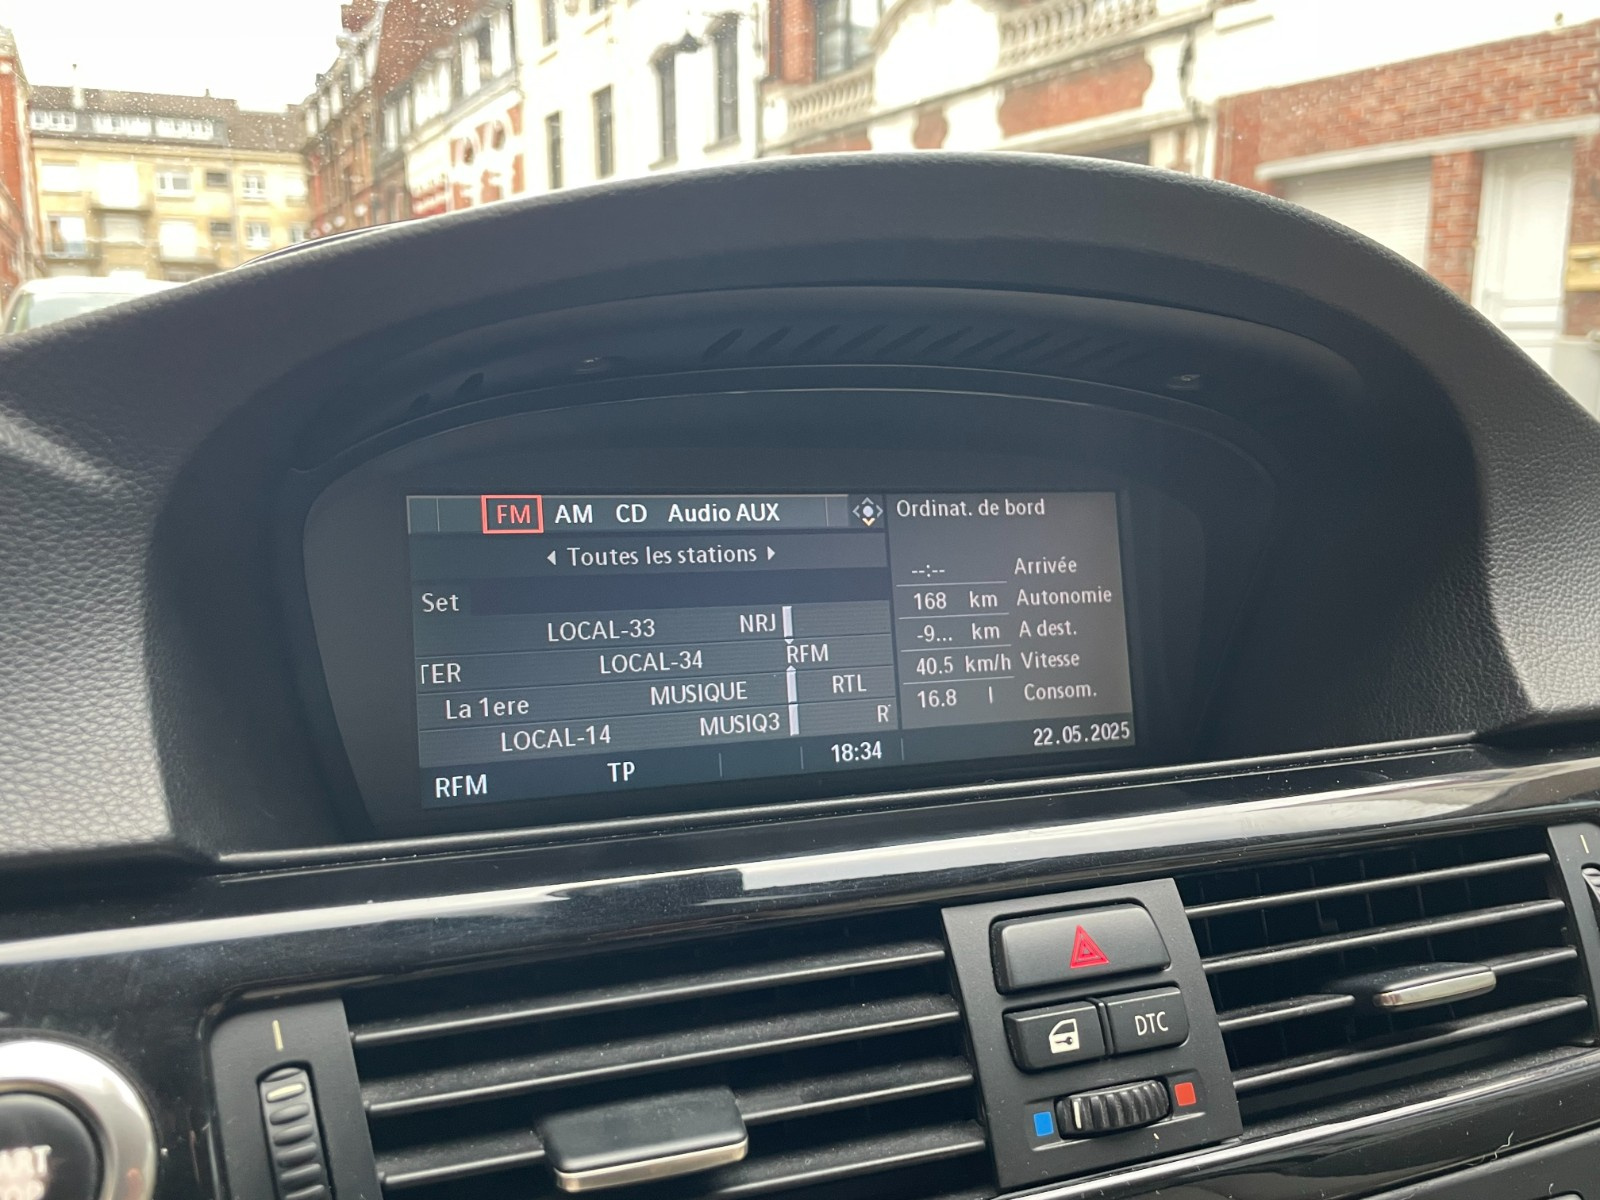 FM AM CD Audio AUX
Toutes les stations
Set
LOCAL-33 NRJ
LOCAL-34 RFM
La 1ere MUSIQUE RTL
LOCAL-14 MUSIQ3
RFM TP 18:34
Ordinat. de bord
--:-- Arrivée
168 km Autonomie
-9... km A dest.
40.5 km/h Vitesse
16.8 l Consom.
22.05.2025
DTC